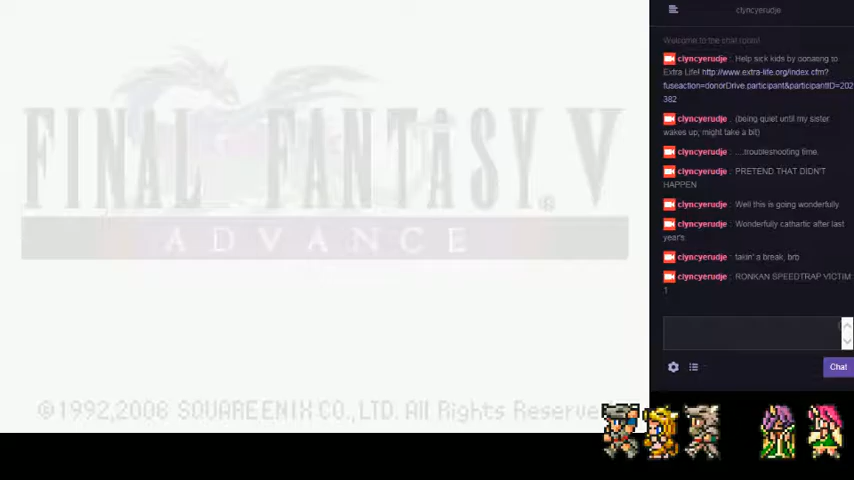 clyncyerudje
Welcome to the chat room!
clyncyerudje : Help sick kids by donating to
Extra Life! http://www.extra-life.org/index.cfm?
fuseaction=donorDrive.participant&participantID=202
382
clyncyerudje : (being quiet until my sister
wakes up, might take a bit)
clyncyerudje : ....troubleshooting time.
clyncyerudje : PRETEND THAT DIDN'T
HAPPEN
clyncyerudje : Well this is going wonderfully
clyncyerudje : Wonderfully cathartic after last
year's
clyncyerudje : takin' a break, brb
clyncyerudje : RONKAN SPEEDTRAP VICTIM:
1
Chat
FINAL FANTASY V
ADVANCE
©1992,2006 SQUARE ENIX CO., LTD. All Rights Reserve